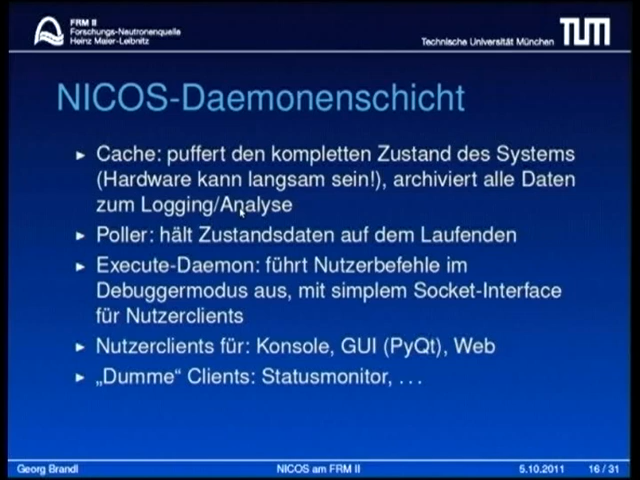 FRM II
Forschungs-Neutronenquelle
Heinz Maier-Leibnitz
Technische Universität München
TUM
NICOS-Daemonenschicht
► Cache: puffert den kompletten Zustand des Systems
(Hardware kann langsam sein!), archiviert alle Daten
zum Logging/Analyse
► Poller: hält Zustandsdaten auf dem Laufenden
► Execute-Daemon: führt Nutzerbefehle im
Debuggermodus aus, mit simplem Socket-Interface
für Nutzerclients
► Nutzerclients für: Konsole, GUI (PyQt), Web
► „Dumme“ Clients: Statusmonitor, . . .
Georg Brandl
NICOS am FRM II
5.10.2011
16 / 31